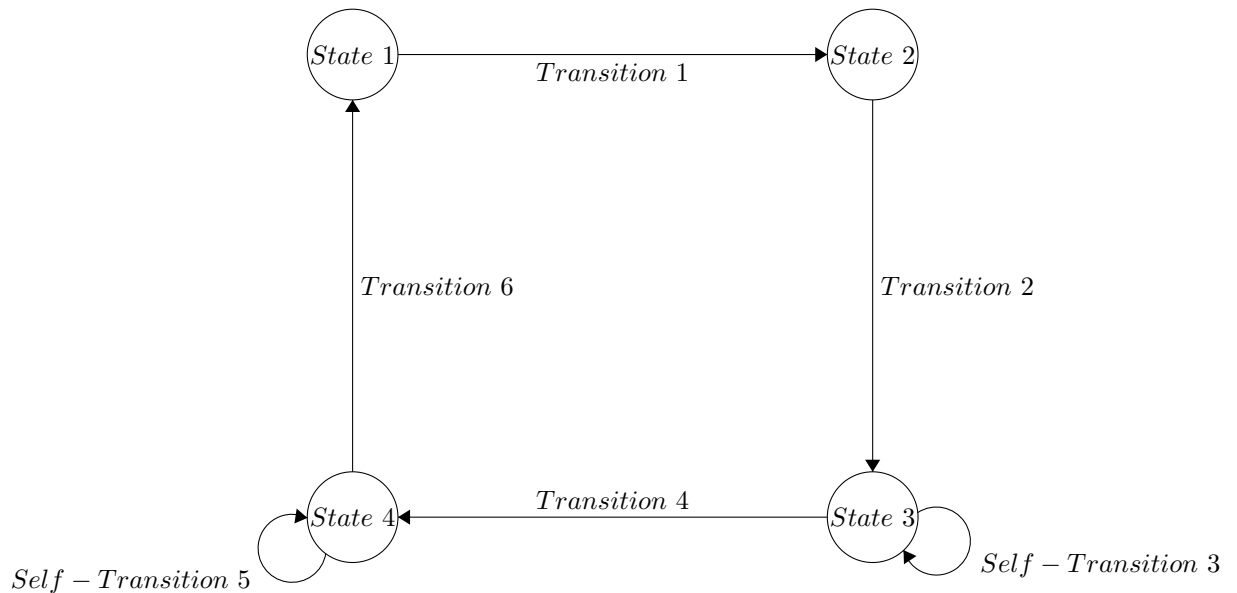 State 1
State 2
Transition 1
Transition 6
Transition 2
Transition 4
State 4
State 3
Self − Transition 5
Self − Transition 3